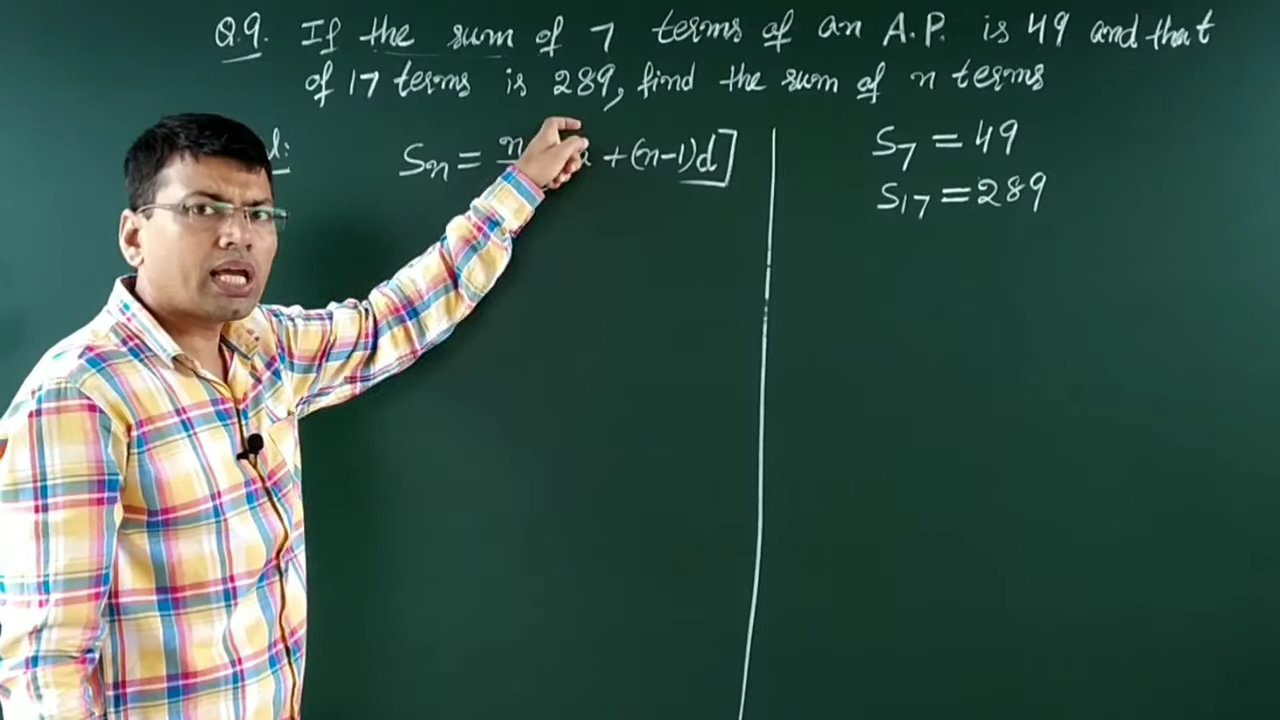 Q.9. If the sum of 7 terms of an A.P. is 49 and that
of 17 terms is 289, find the sum of n terms
Sn = n + (n-1)d]
S7 = 49
S17 = 289